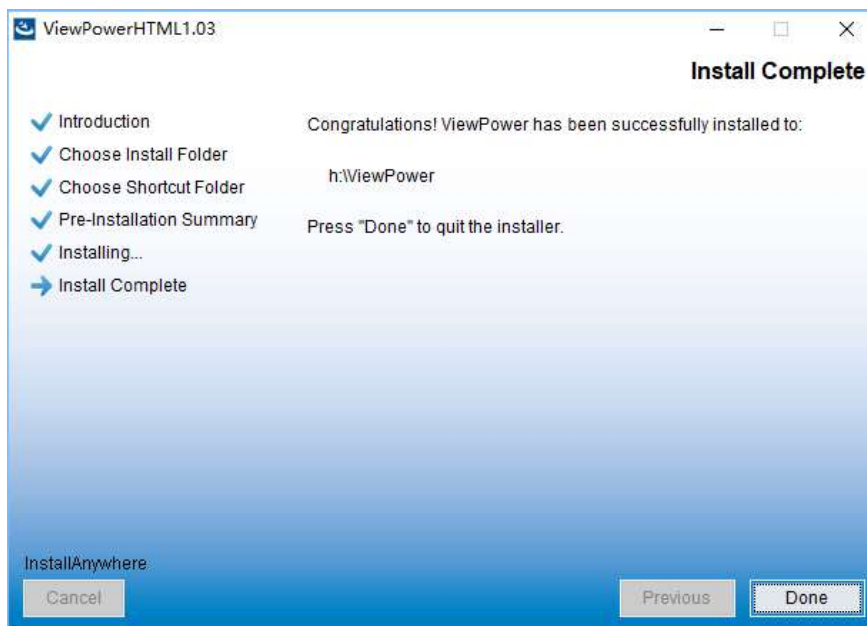 ViewPowerHTML1.03
Install Complete
Introduction
Choose Install Folder
Choose Shortcut Folder
Pre-Installation Summary
Installing...
Install Complete
Congratulations! ViewPower has been successfully installed to:
h:\ViewPower
Press "Done" to quit the installer.
InstallAnywhere
Cancel
Previous
Done